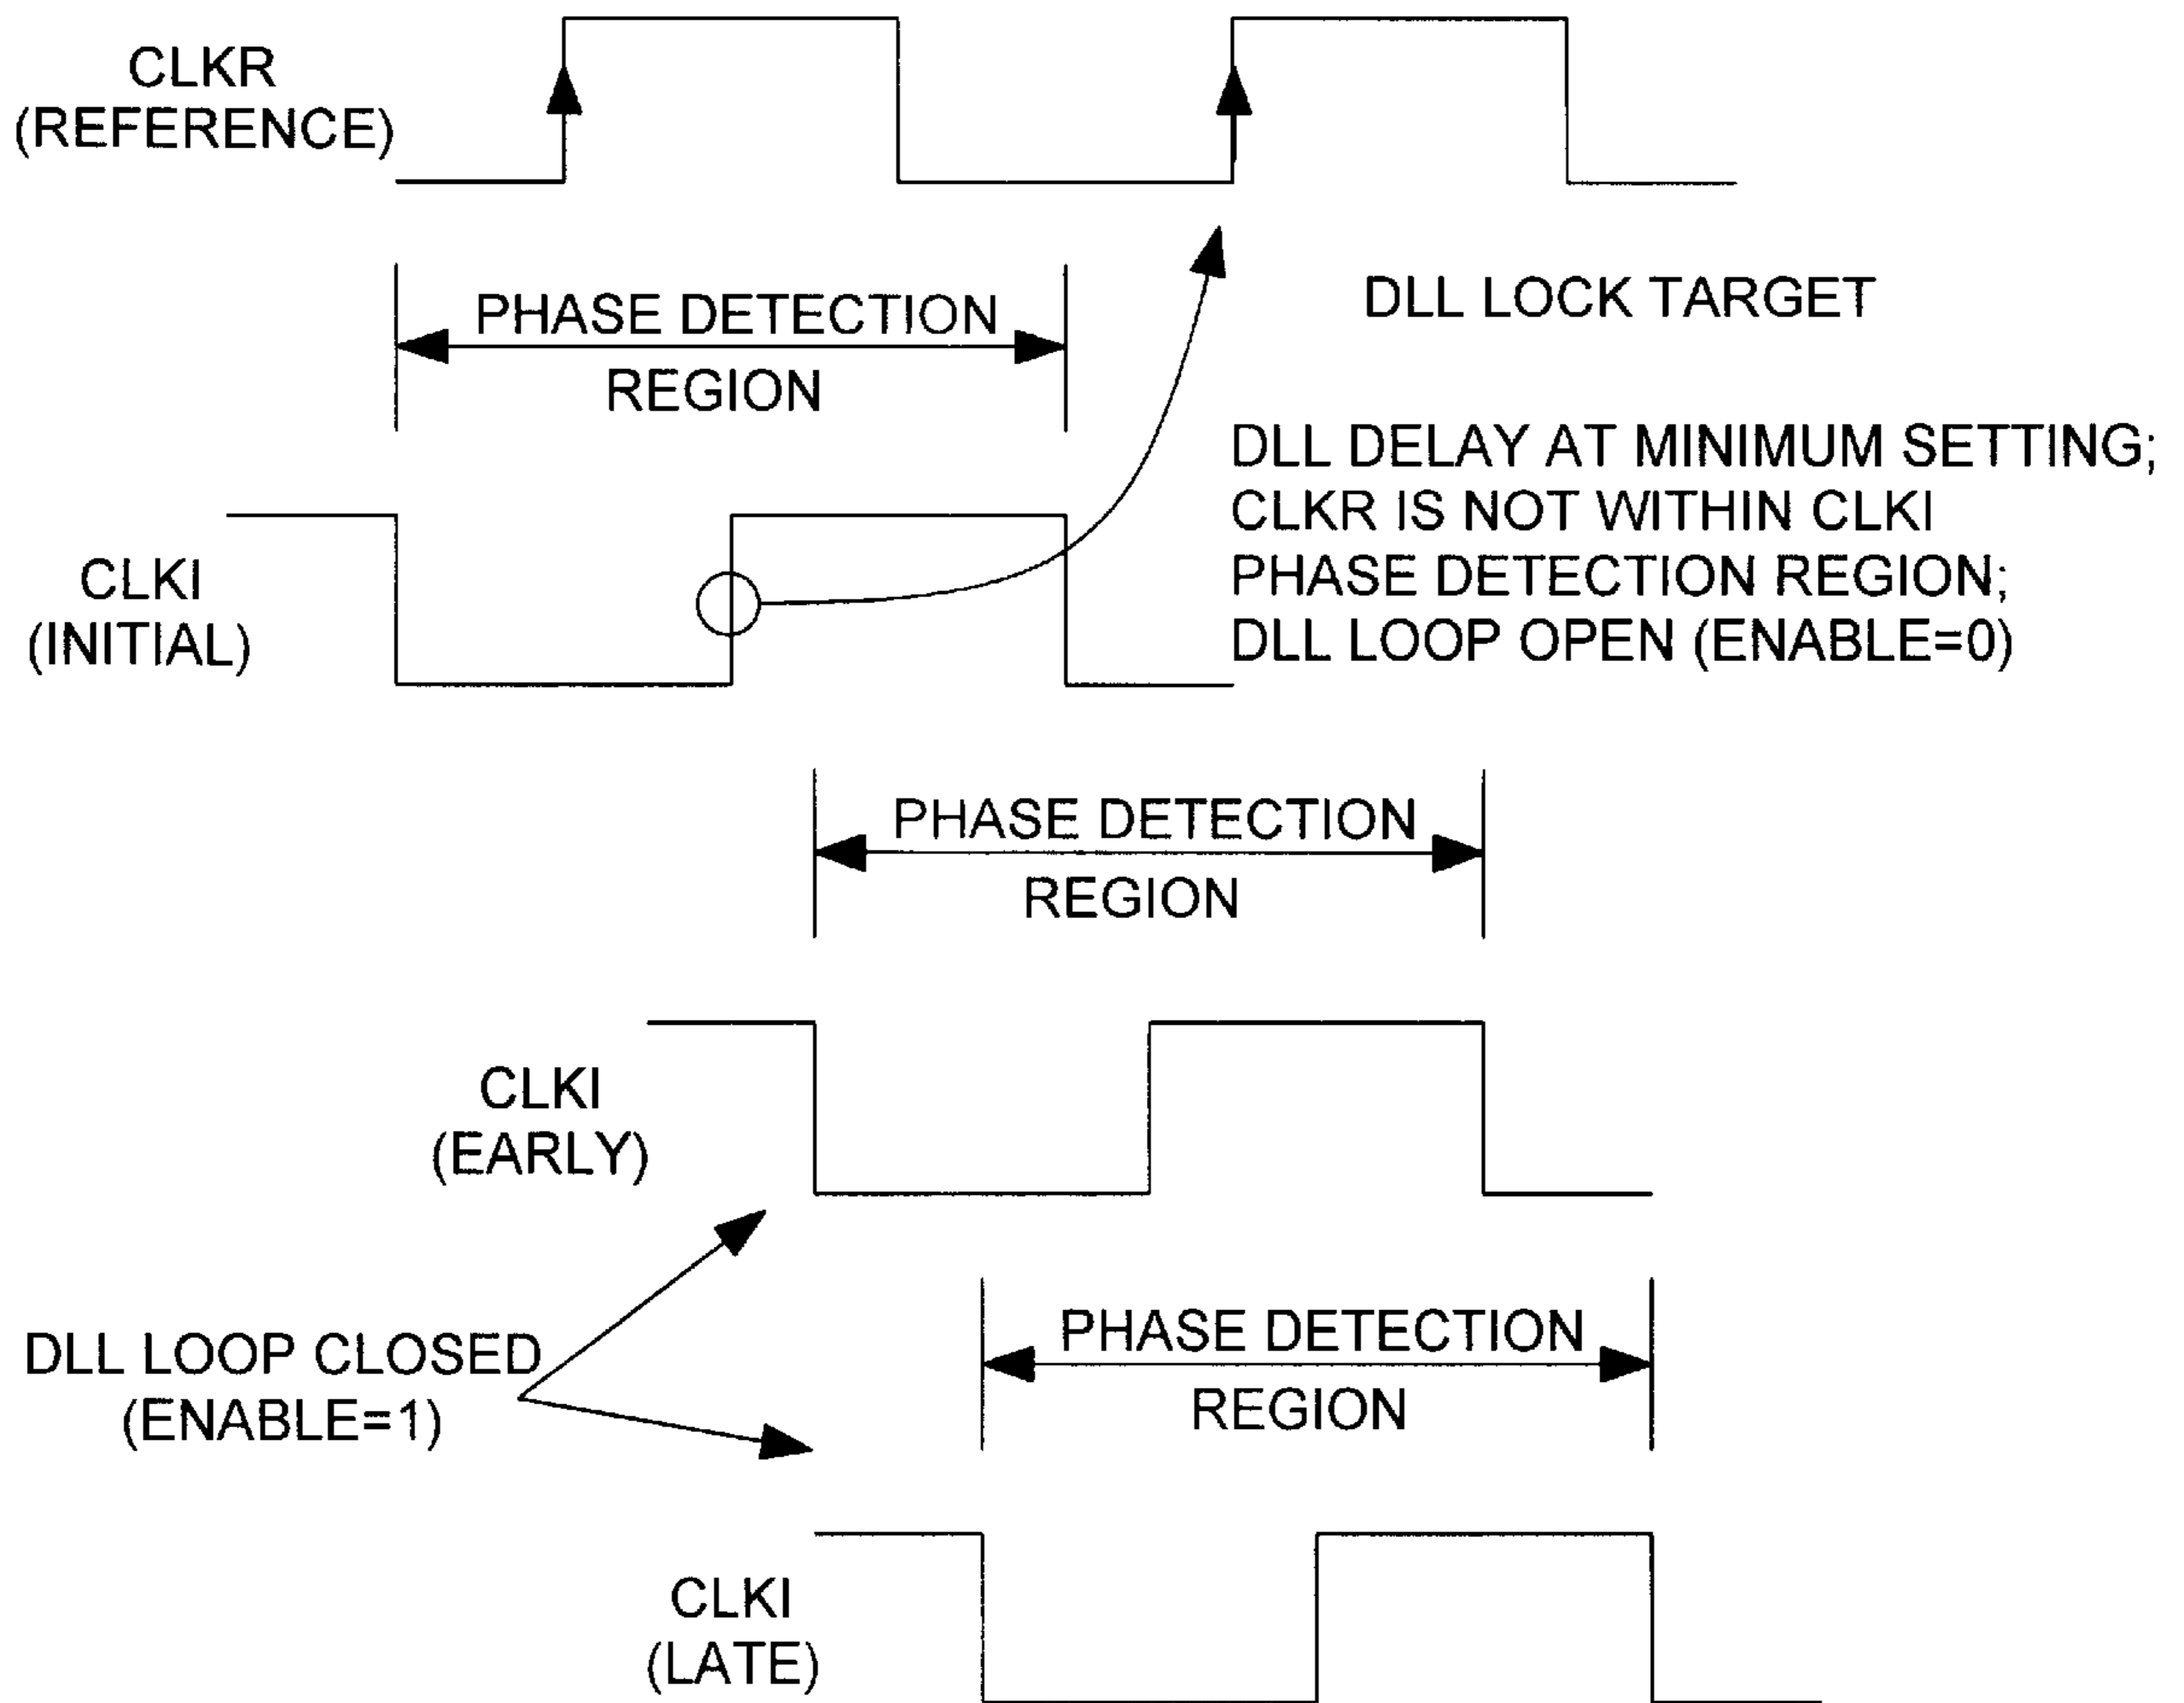 CLKR
(REFERENCE)
PHASE DETECTION
REGION
DLL LOCK TARGET
CLKI
(INITIAL)
DLL DELAY AT MINIMUM SETTING;
CLKR IS NOT WITHIN CLKI
PHASE DETECTION REGION;
DLL LOOP OPEN (ENABLE=0)
PHASE DETECTION
REGION
CLKI
(EARLY)
DLL LOOP CLOSED
(ENABLE=1)
PHASE DETECTION
REGION
CLKI
(LATE)